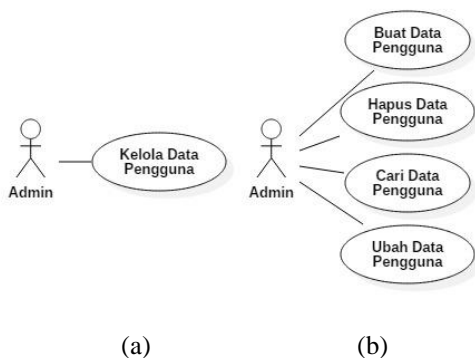 Admin
Kelola Data
Pengguna
Admin
Buat Data
Pengguna
Hapus Data
Pengguna
Cari Data
Pengguna
Ubah Data
Pengguna
(a)
(b)